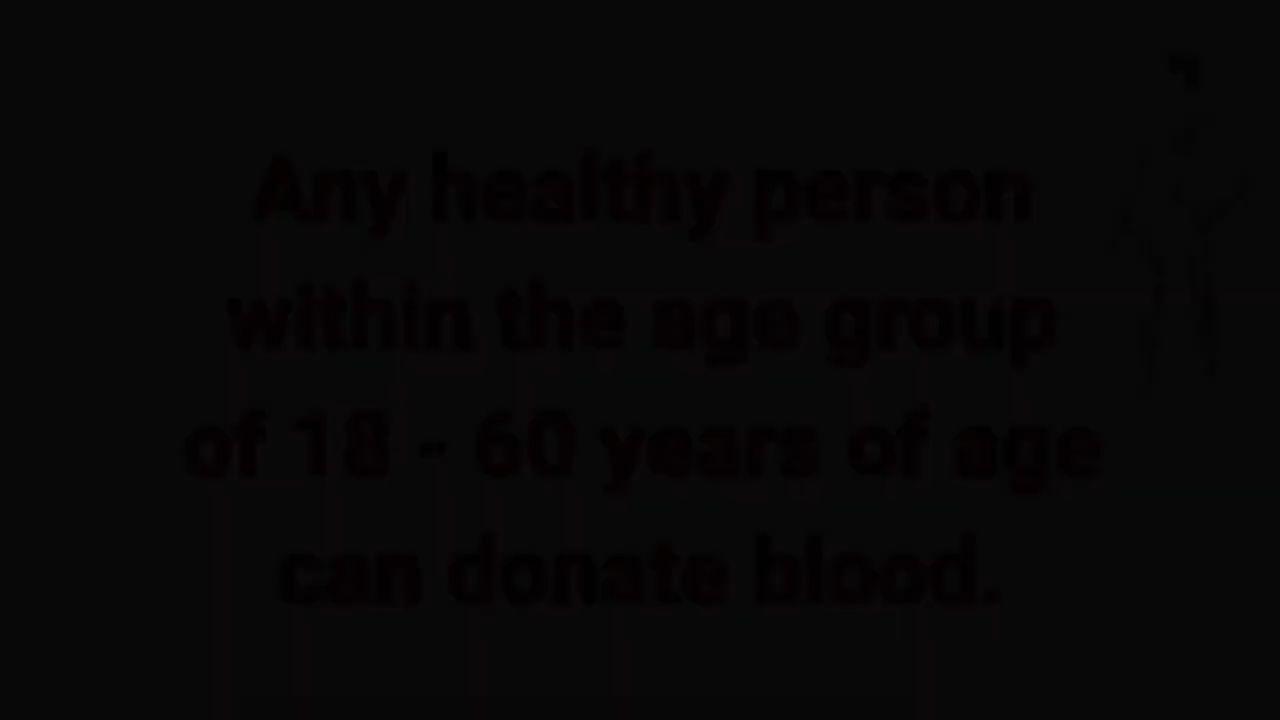 Any healthy person
within the age group
of 18 - 60 years of age
can donate blood.